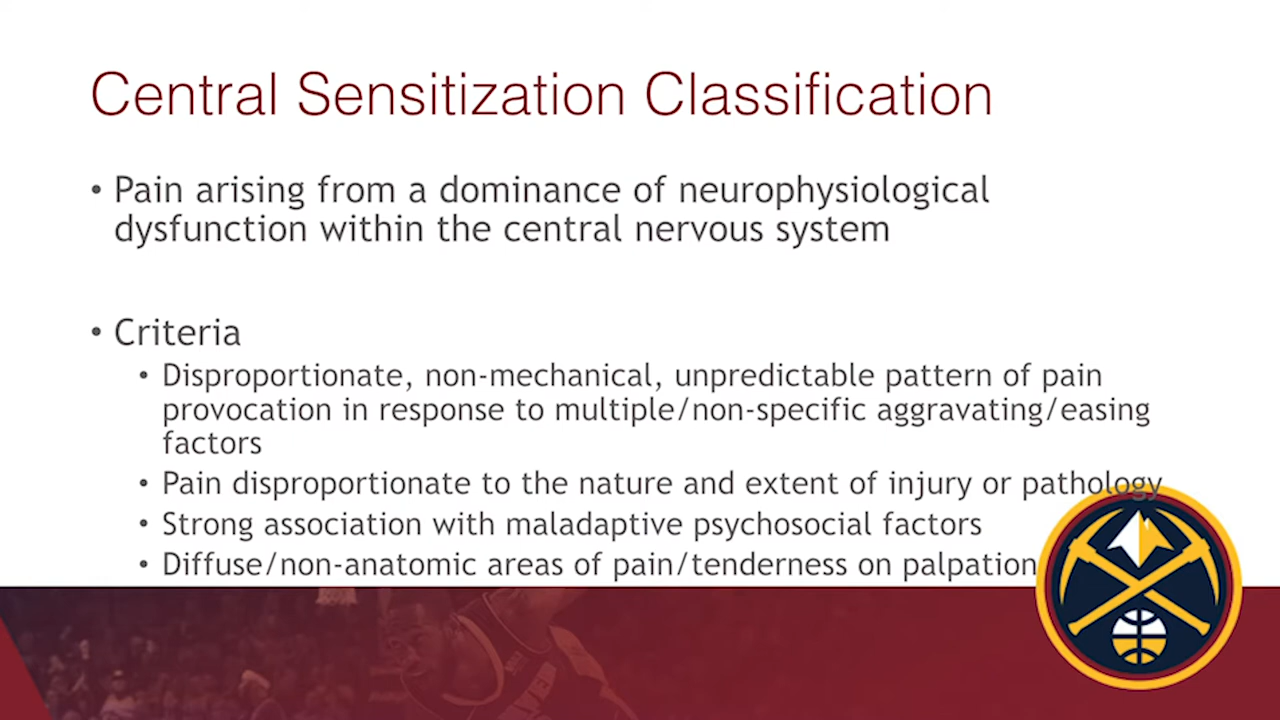 Central Sensitization Classification
• Pain arising from a dominance of neurophysiological
dysfunction within the central nervous system
• Criteria
• Disproportionate, non-mechanical, unpredictable pattern of pain
provocation in response to multiple/non-specific aggravating/easing
factors
• Pain disproportionate to the nature and extent of injury or pathology
• Strong association with maladaptive psychosocial factors
• Diffuse/non-anatomic areas of pain/tenderness on palpation